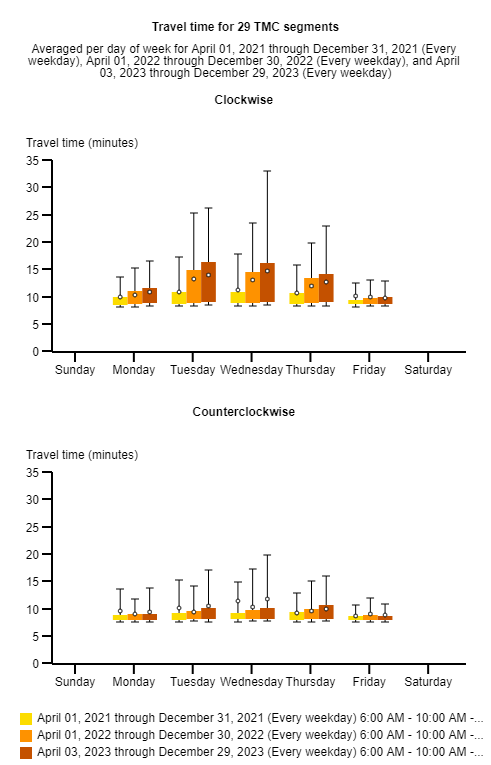 Travel time for 29 TMC segments
Averaged per day of week for April 01, 2021 through December 31, 2021 (Every
weekday), April 01, 2022 through December 30, 2022 (Every weekday), and April
03, 2023 through December 29, 2023 (Every weekday)
Clockwise
Travel time (minutes)
35
30
25
20
15
10
5
0
Sunday Monday Tuesday Wednesday Thursday Friday Saturday
Counterclockwise
Travel time (minutes)
35
30
25
20
15
10
5
0
Sunday Monday Tuesday Wednesday Thursday Friday Saturday
April 01, 2021 through December 31, 2021 (Every weekday) 6:00 AM - 10:00 AM -...
April 01, 2022 through December 30, 2022 (Every weekday) 6:00 AM - 10:00 AM -...
April 03, 2023 through December 29, 2023 (Every weekday) 6:00 AM - 10:00 AM -...